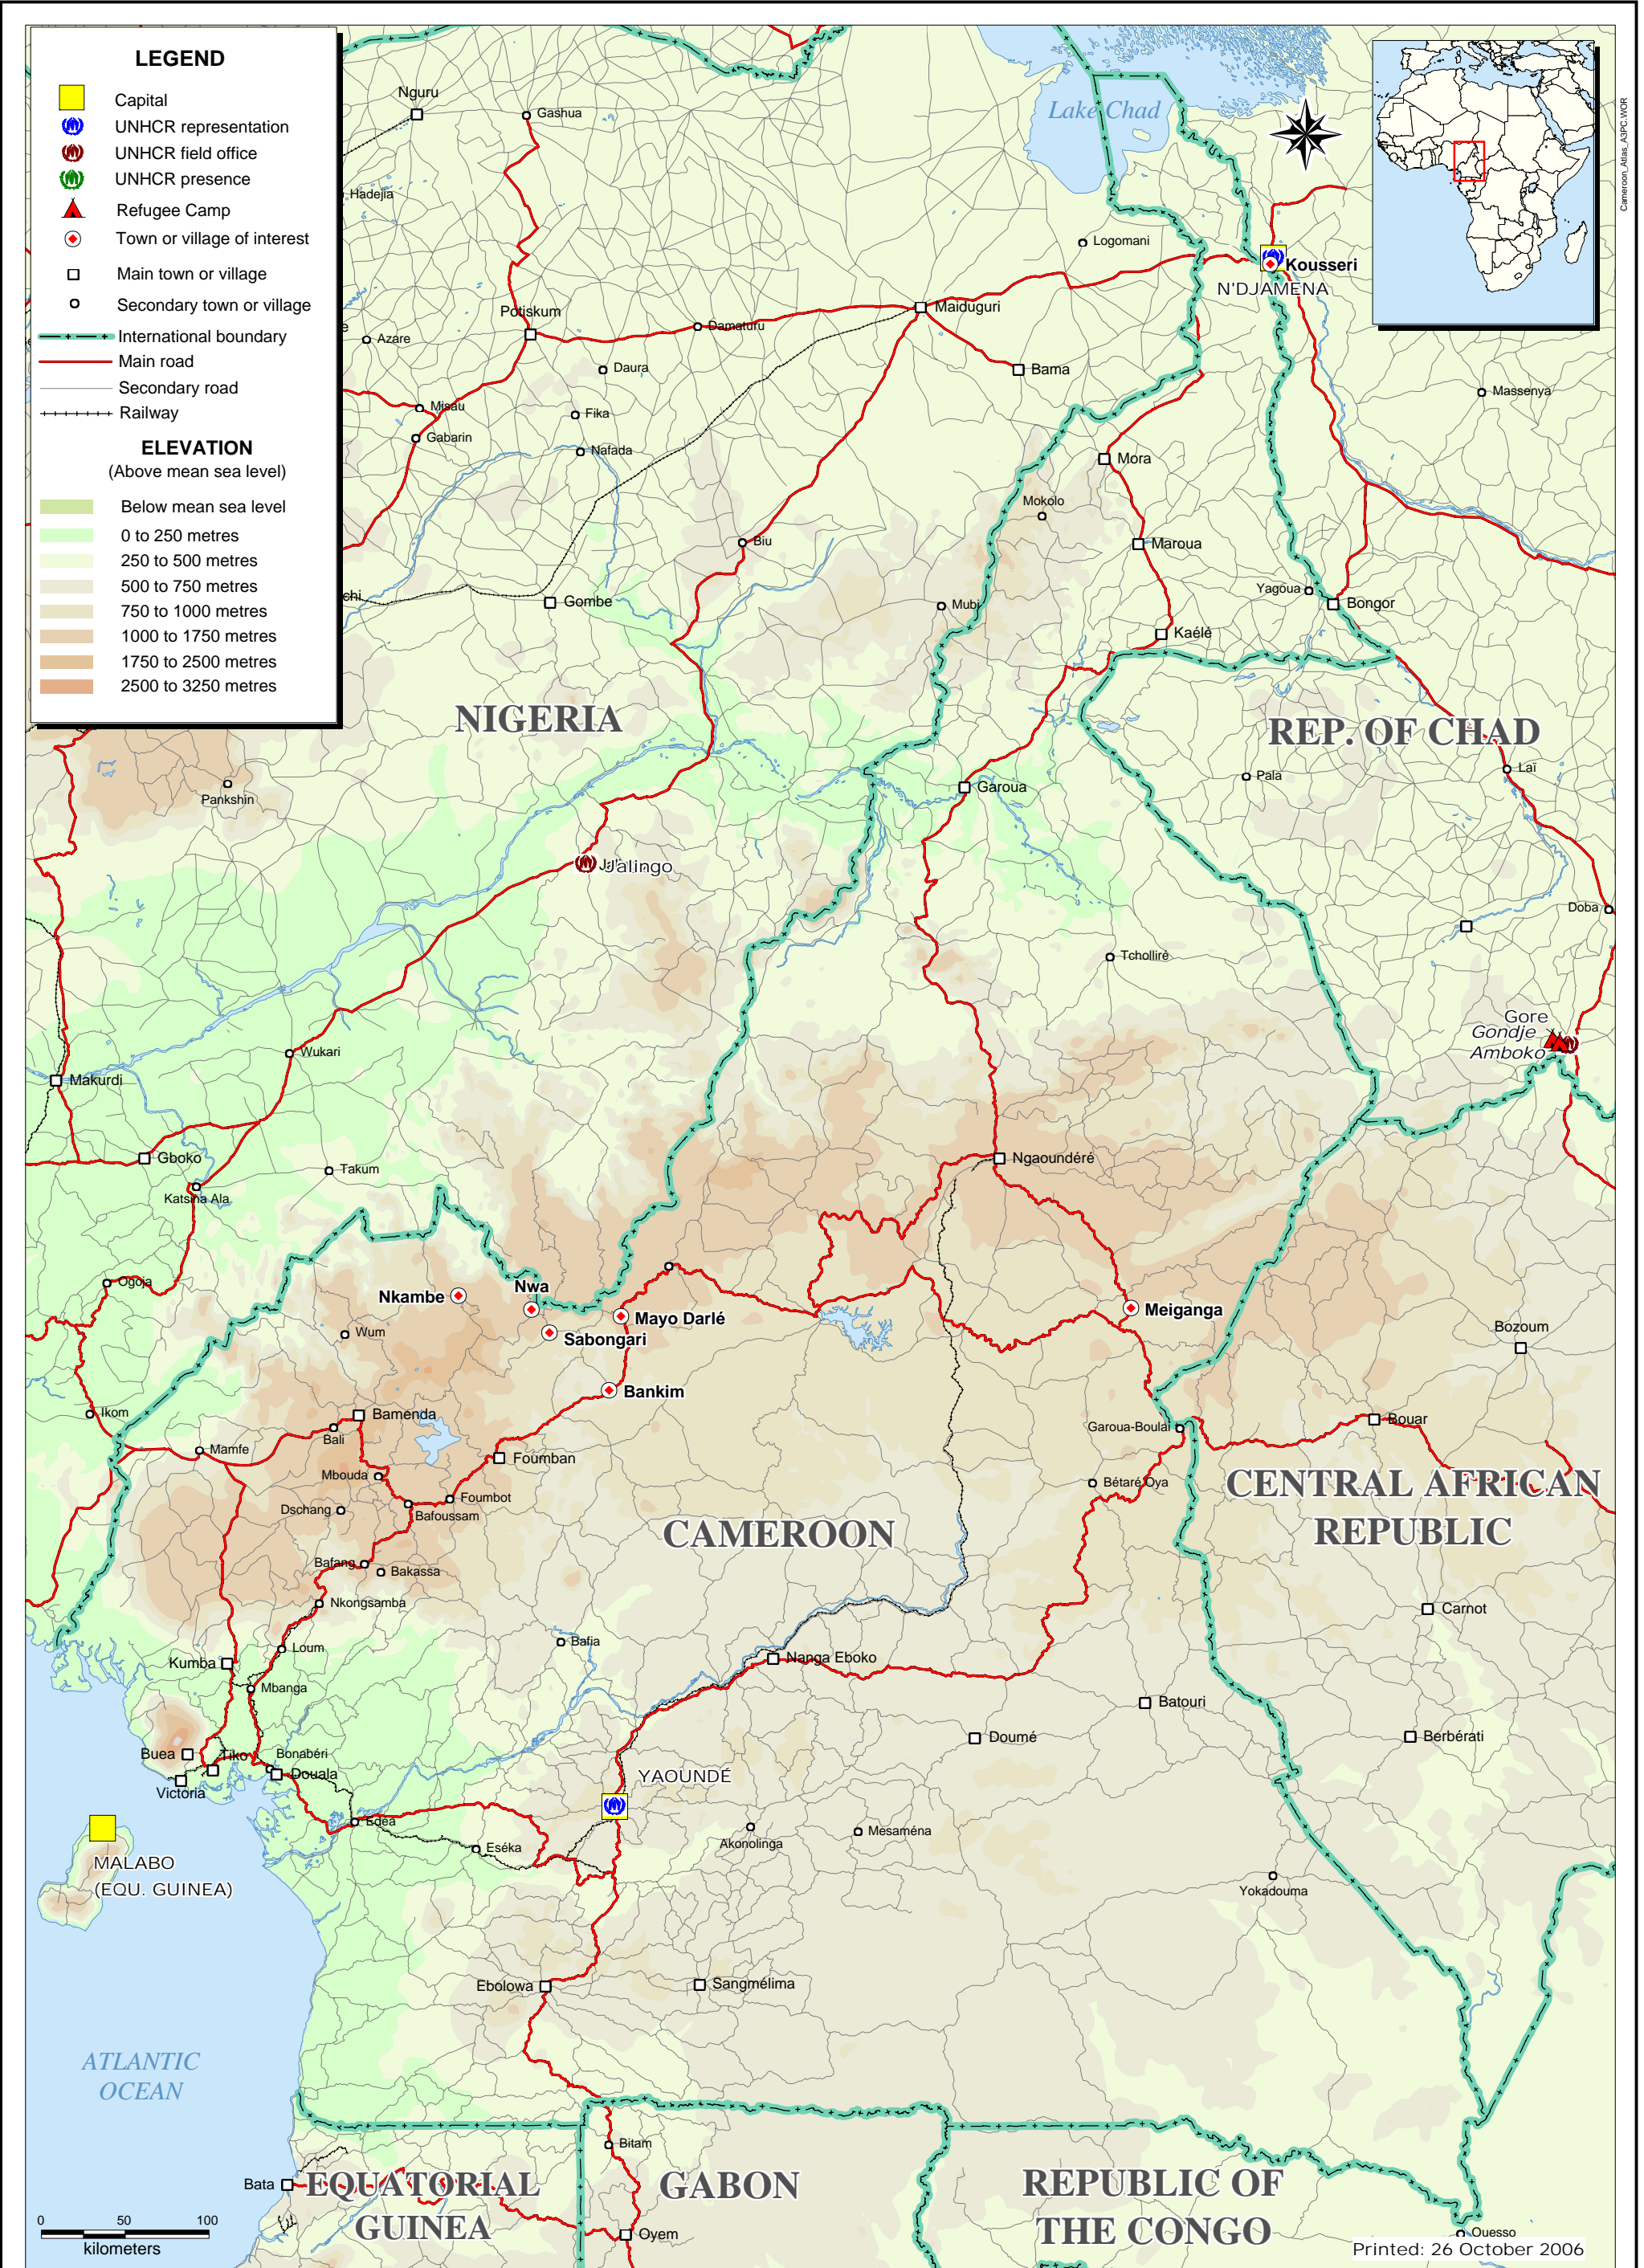 LEGEND
Capital
UNHCR representation
UNHCR field office
UNHCR presence
Refugee Camp
Town or village of interest
Main town or village
Secondary town or village
International boundary
Main road
Secondary road
Railway
ELEVATION
(Above mean sea level)
Below mean sea level
0 to 250 metres
250 to 500 metres
500 to 750 metres
750 to 1000 metres
1000 to 1750 metres
1750 to 2500 metres
2500 to 3250 metres
Cameroon_Atlas_A3PC.WOR
Nguru
Gashua
Lake Chad
Hadejia
Logomani
Kousseri
N'DJAMENA
Potiskum
Damaturu
Maiduguri
Azare
Daura
Bama
Massenya
Misau
Fika
Gabarin
Nafada
Mora
Mokolo
Biu
Maroua
Yagoua
Bongor
chi
Gombe
Mubi
Kaélé
NIGERIA
REP. OF CHAD
Laï
Pala
Pankshin
Garoua
Jalingo
Doba
Tcholliré
Gore
Gondje
Amboko
Wukari
Makurdi
Gboko
Takum
Ngaoundéré
Katsina Ala
Ogoja
Nkambe
Nwa
Mayo Darlé
Meiganga
Sabongari
Wum
Bozoum
Bankim
Ikom
Bamenda
Bali
Bouar
Garoua-Boulai
Mamfe
Foumban
Mbouda
Bétaré Oya
CENTRAL AFRICAN
REPUBLIC
Foumbot
Dschang
Bafoussam
CAMEROON
Bafang
Bakassa
Nkongsamba
Carnot
Bafia
Loum
Kumba
Nanga Eboko
Mbanga
Batouri
Doumé
Berbérati
Buea
Tiko
Bonabéri
Douala
Victoria
YAOUNDÉ
Edéa
Akonolinga
Mesaména
Eséka
MALABO
(EQU. GUINEA)
Yokadouma
Ebolowa
Sangmélima
ATLANTIC
OCEAN
Bitam
Bata
EQUATORIAL
GUINEA
GABON
REPUBLIC OF
THE CONGO
Oyem
Ouesso
0 50 100
kilometers
Printed: 26 October 2006